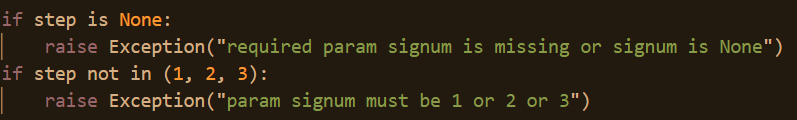 if step is None:
    raise Exception("required param signum is missing or signum is None")
if step not in (1, 2, 3):
    raise Exception("param signum must be 1 or 2 or 3")